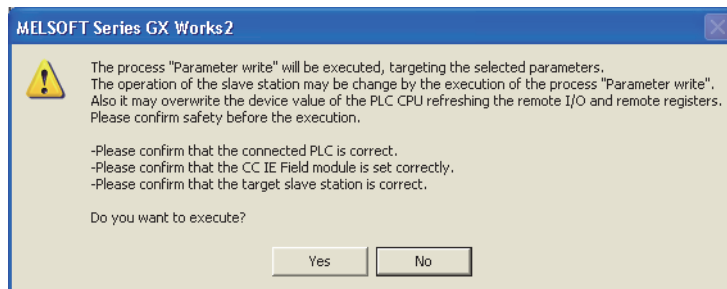 MELSOFT Series GX Works2
The process "Parameter write" will be executed, targeting the selected parameters.
The operation of the slave station may be change by the execution of the process "Parameter write".
Also it may overwrite the device value of the PLC CPU refreshing the remote I/O and remote registers.
Please confirm safety before the execution.
-Please confirm that the connected PLC is correct.
-Please confirm that the CC IE Field module is set correctly.
-Please confirm that the target slave station is correct.
Do you want to execute?
Yes No